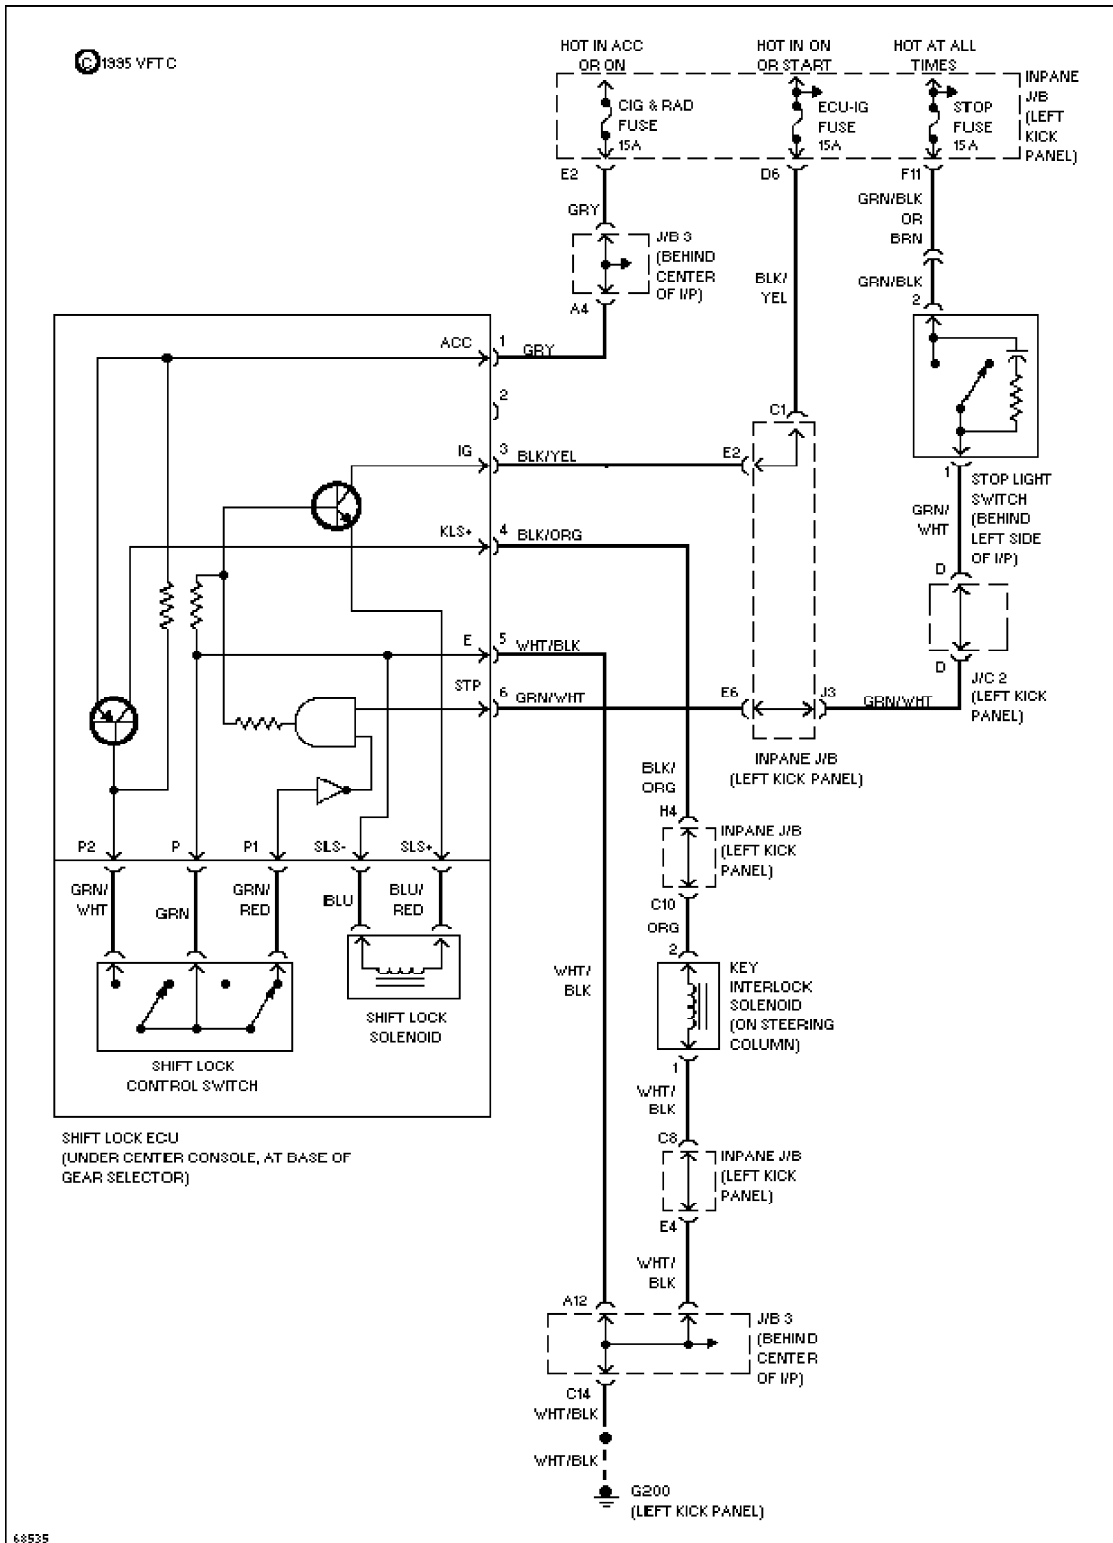 © 1995 VFTC
HOT IN ACC
OR ON
HOT IN ON
OR START
HOT AT ALL
TIMES
INPANE
J/B
(LEFT
KICK
PANEL)
CIG & RAD
FUSE
15A
ECU-IG
FUSE
15A
STOP
FUSE
15A
E2
D6
F11
GRY
GRN/BLK
OR
BRN
J/B 3
(BEHIND
CENTER
OF I/P)
BLK/
YEL
GRN/BLK
A4
2
ACC
1
GRY
2
C1
IG
3
BLK/YEL
E2
1
STOP LIGHT
SWITCH
(BEHIND
LEFT SIDE
OF I/P)
GRN/
WHT
KLS+
4
BLK/ORG
D
E
5
WHT/BLK
D
J/C 2
(LEFT KICK
PANEL)
STP
6
GRN/WHT
E6
J3
GRN/WHT
INPANE J/B
(LEFT KICK PANEL)
BLK/
ORG
H4
INPANE J/B
(LEFT KICK
PANEL)
P2
P
P1
SLS-
SLS+
GRN/
WHT
GRN
GRN/
RED
BLU
BLU/
RED
C10
ORG
2
KEY
INTERLOCK
SOLENOID
(ON STEERING
COLUMN)
WHT/
BLK
SHIFT LOCK
SOLENOID
SHIFT LOCK
CONTROL SWITCH
1
WHT/
BLK
SHIFT LOCK ECU
(UNDER CENTER CONSOLE, AT BASE OF
GEAR SELECTOR)
C8
INPANE J/B
(LEFT KICK
PANEL)
E4
WHT/
BLK
A12
J/B 3
(BEHIND
CENTER
OF I/P)
C14
WHT/BLK
WHT/BLK
G200
(LEFT KICK PANEL)
68535